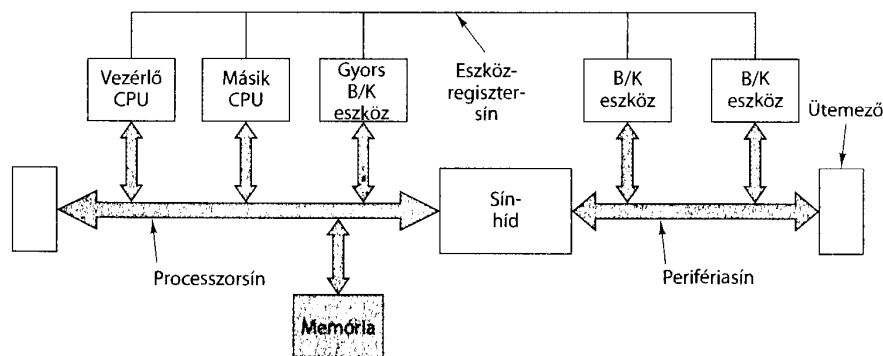 Vezérlő
CPU
Másik
CPU
Gyors
B/K
eszköz
Eszköz-
regiszter-
sín
B/K
eszköz
B/K
eszköz
Ütemező
Sín-
híd
Processzorsín
Perifériasín
Memória